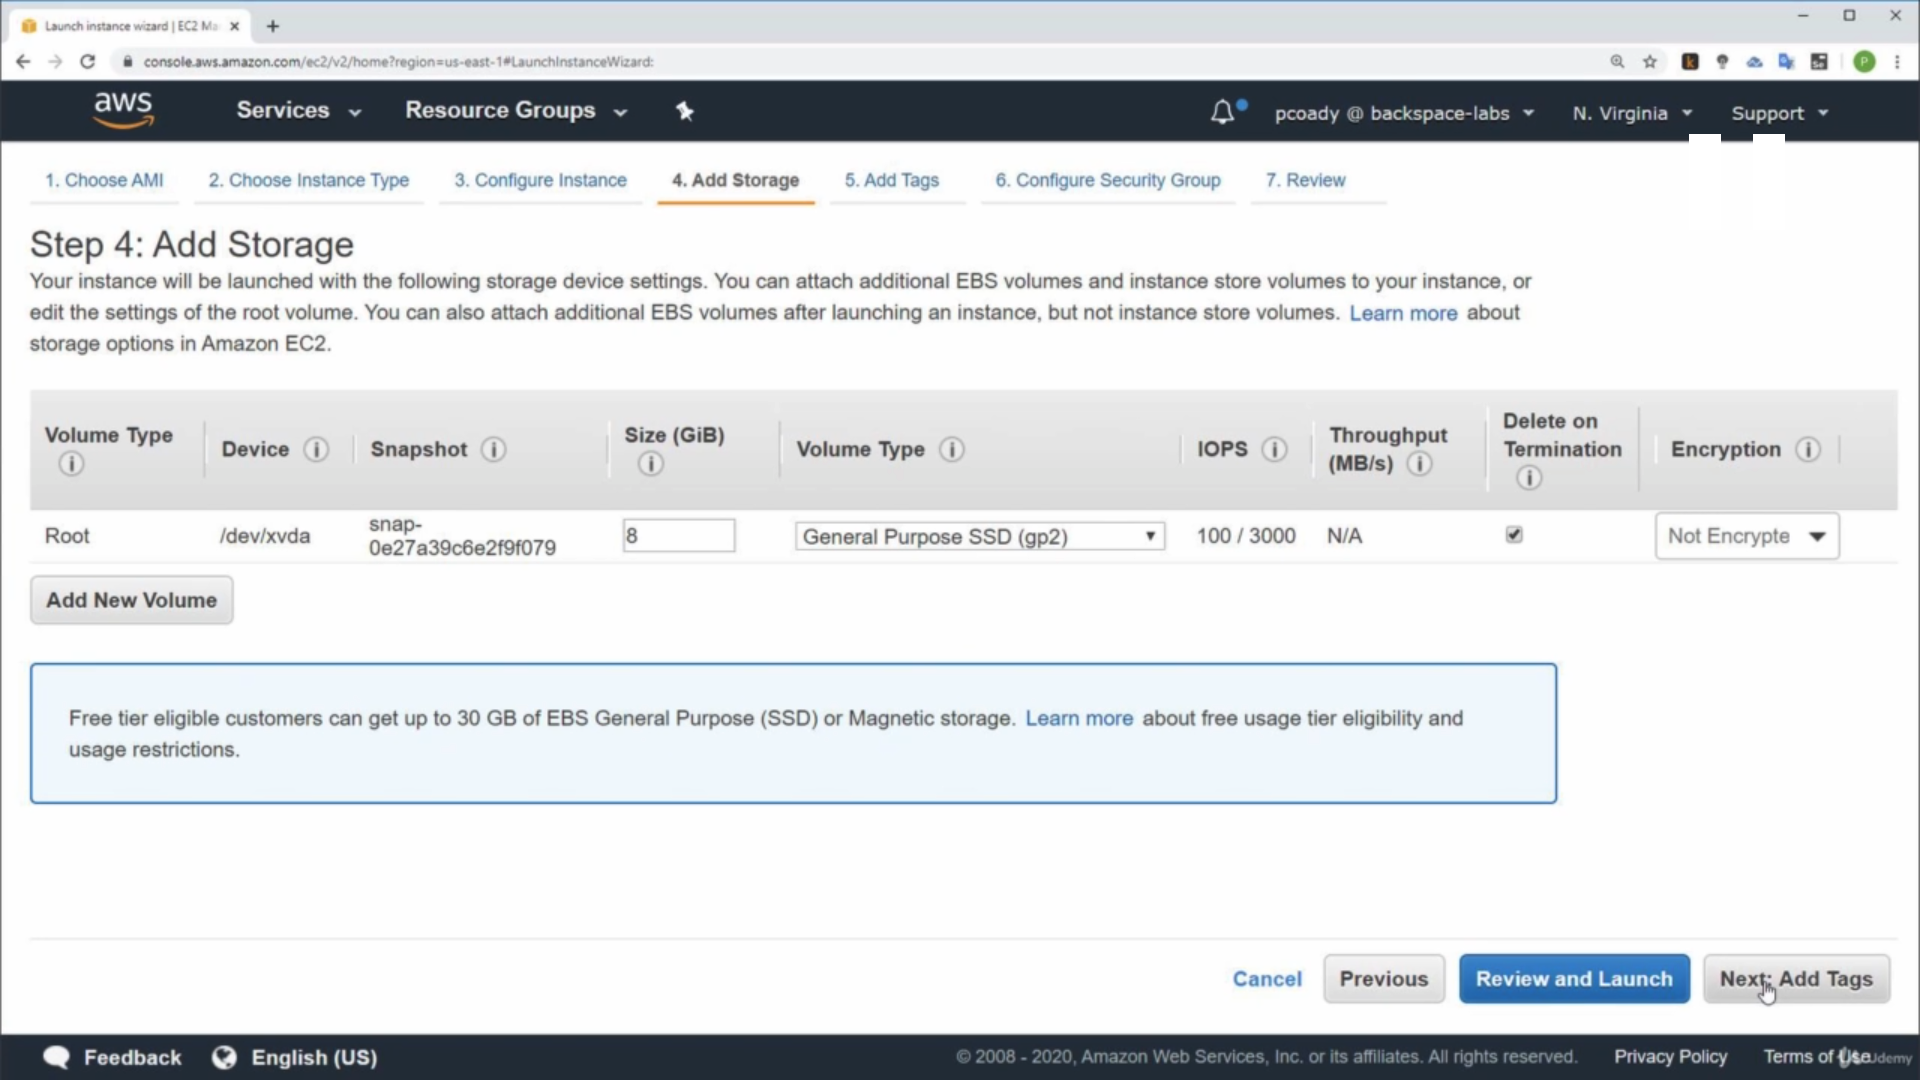 Launch instance wizard | EC2 Ma
console.aws.amazon.com/ec2/v2/home?region=us-east-1#LaunchInstanceWizard:
P
aws
Services
Resource Groups
pcoady @ backspace-labs
N. Virginia
Support
1. Choose AMI
2. Choose Instance Type
3. Configure Instance
4. Add Storage
5. Add Tags
6. Configure Security Group
7. Review
Step 4: Add Storage
Your instance will be launched with the following storage device settings. You can attach additional EBS volumes and instance store volumes to your instance, or
edit the settings of the root volume. You can also attach additional EBS volumes after launching an instance, but not instance store volumes. Learn more about
storage options in Amazon EC2.
Volume Type
Device
Snapshot
Size (GiB)
Volume Type
IOPS
Throughput
(MB/s)
Delete on
Termination
Encryption
Root
/dev/xvda
snap-
0e27a39c6e2f9f079
8
General Purpose SSD (gp2)
100 / 3000
N/A
Not Encrypte
Add New Volume
Free tier eligible customers can get up to 30 GB of EBS General Purpose (SSD) or Magnetic storage. Learn more about free usage tier eligibility and
usage restrictions.
Cancel
Previous
Review and Launch
Next: Add Tags
Feedback
English (US)
© 2008 - 2020, Amazon Web Services, Inc. or its affiliates. All rights reserved.
Privacy Policy
Terms of Use
Udemy